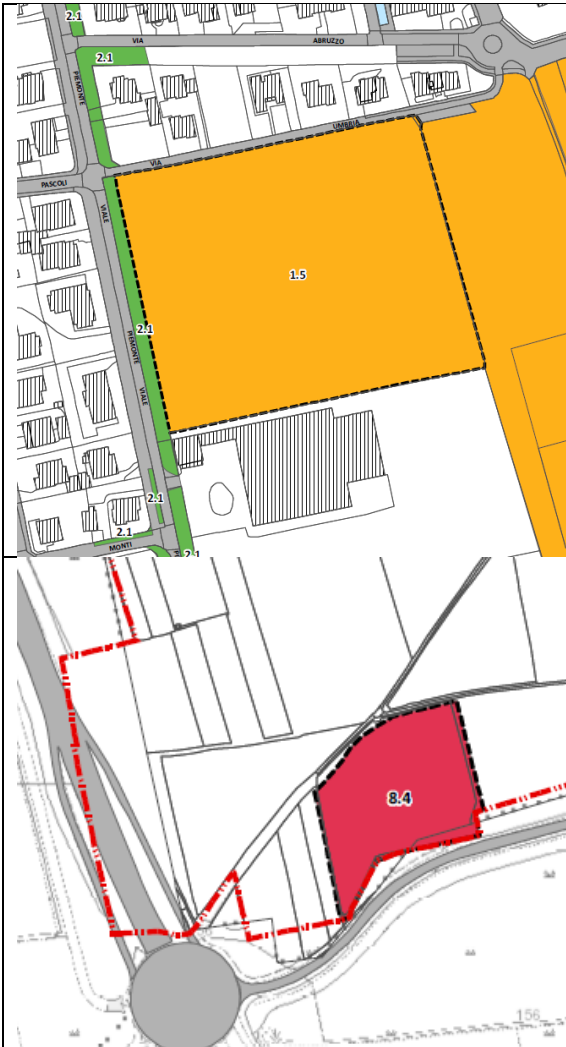 2.1
VIA ABRUZZO
2.1
PIEMONTE
UMBRIA
VIA
PASCOLI
VIALE
1.5
2.1
PIEMONTE
VIALE
2.1
2.1
MONTI
2.1
8.4
156